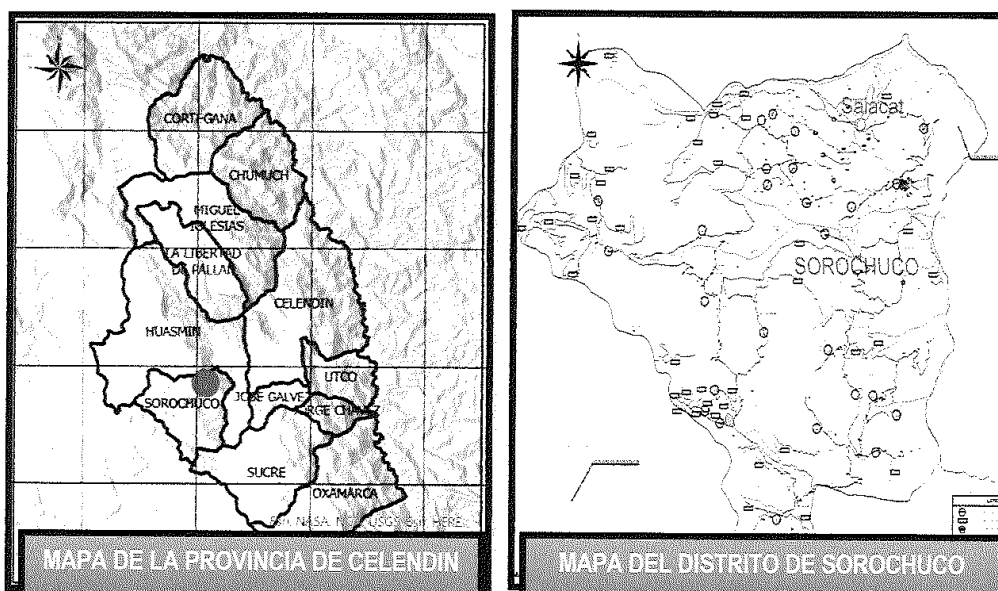 CORTEGANA
CHUMUCH
MIGUEL
IGLESIAS
LA LIBERTAD
DE PALLAN
CELENDIN
HUASMIN
UTCO
SOROCHUCO
JOSE GALVE
SUCRE
OXAMARCA
MAPA DE LA PROVINCIA DE CELENDIN
Salacat
SOROCHUCO
MAPA DEL DISTRITO DE SOROCHUCO